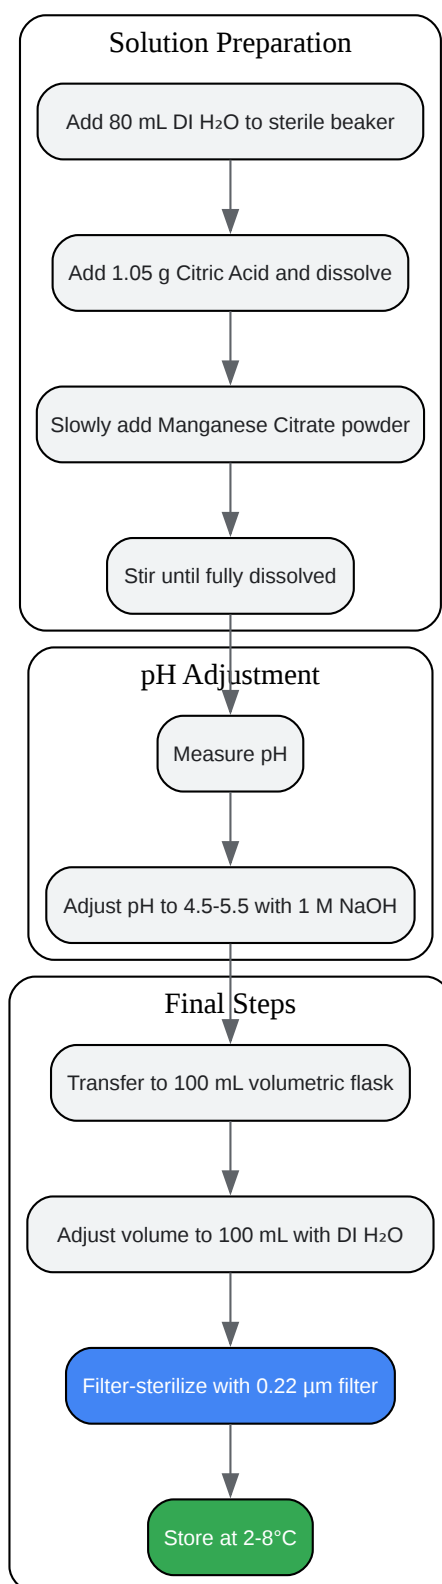 Solution Preparation
Add 80 mL DI H₂O to sterile beaker
Add 1.05 g Citric Acid and dissolve
Slowly add Manganese Citrate powder
Stir until fully dissolved
pH Adjustment
Measure pH
Adjust pH to 4.5-5.5 with 1 M NaOH
Final Steps
Transfer to 100 mL volumetric flask
Adjust volume to 100 mL with DI H₂O
Filter-sterilize with 0.22 µm filter
Store at 2-8°C